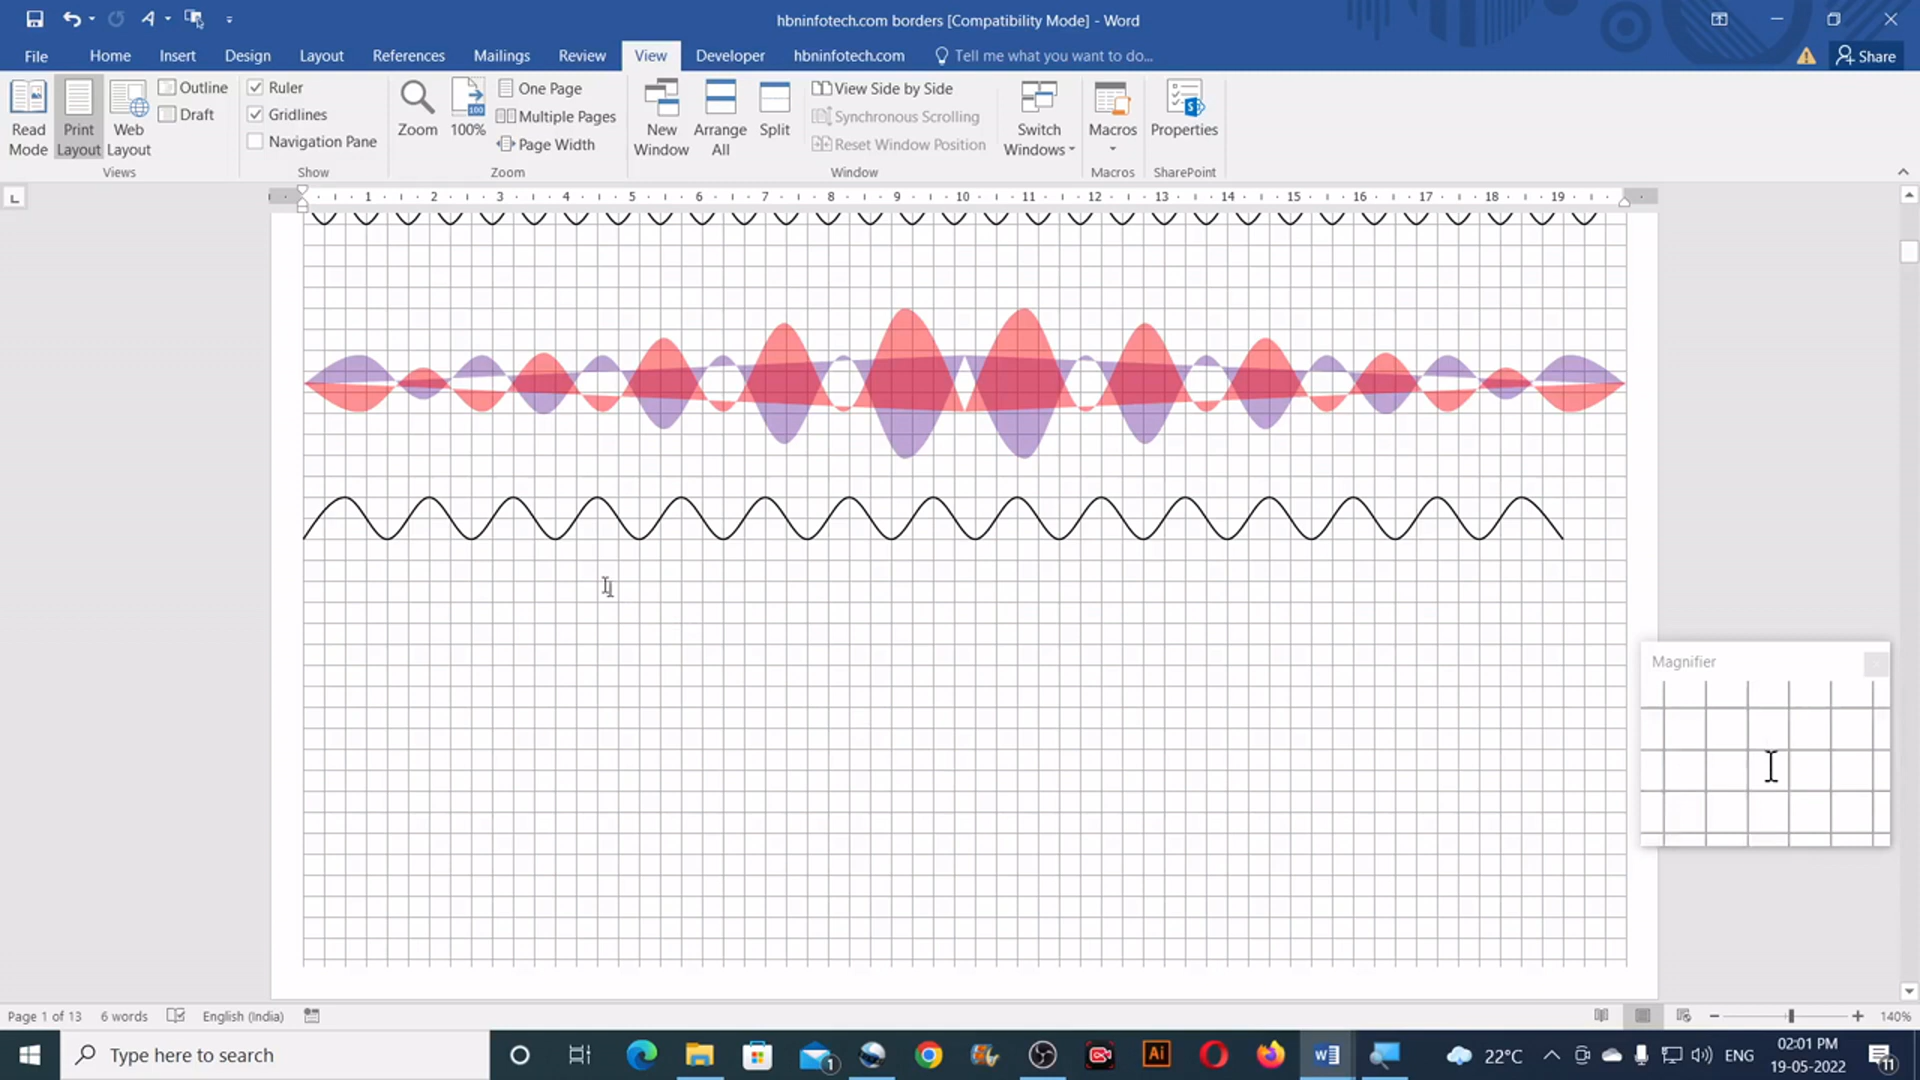 hbninfotech.com borders [Compatibility Mode] - Word
File Home Insert Design Layout References Mailings Review View Developer hbninfotech.com Tell me what you want to do... Share
Read Mode
Print Layout
Web Layout
Outline
Draft
Views
Ruler
Gridlines
Navigation Pane
Show
Zoom
100
100%
One Page
Multiple Pages
Page Width
Zoom
New Window
Arrange All
Split
View Side by Side
Synchronous Scrolling
Reset Window Position
Window
Switch Windows
Macros
Macros
Properties
SharePoint
1 2 3 4 5 6 7 8 9 10 11 12 13 14 15 16 17 18 19
Magnifier
Page 1 of 13 6 words English (India) 140%
Type here to search
1
Ai
22°C
ENG
02:01 PM
19-05-2022
11